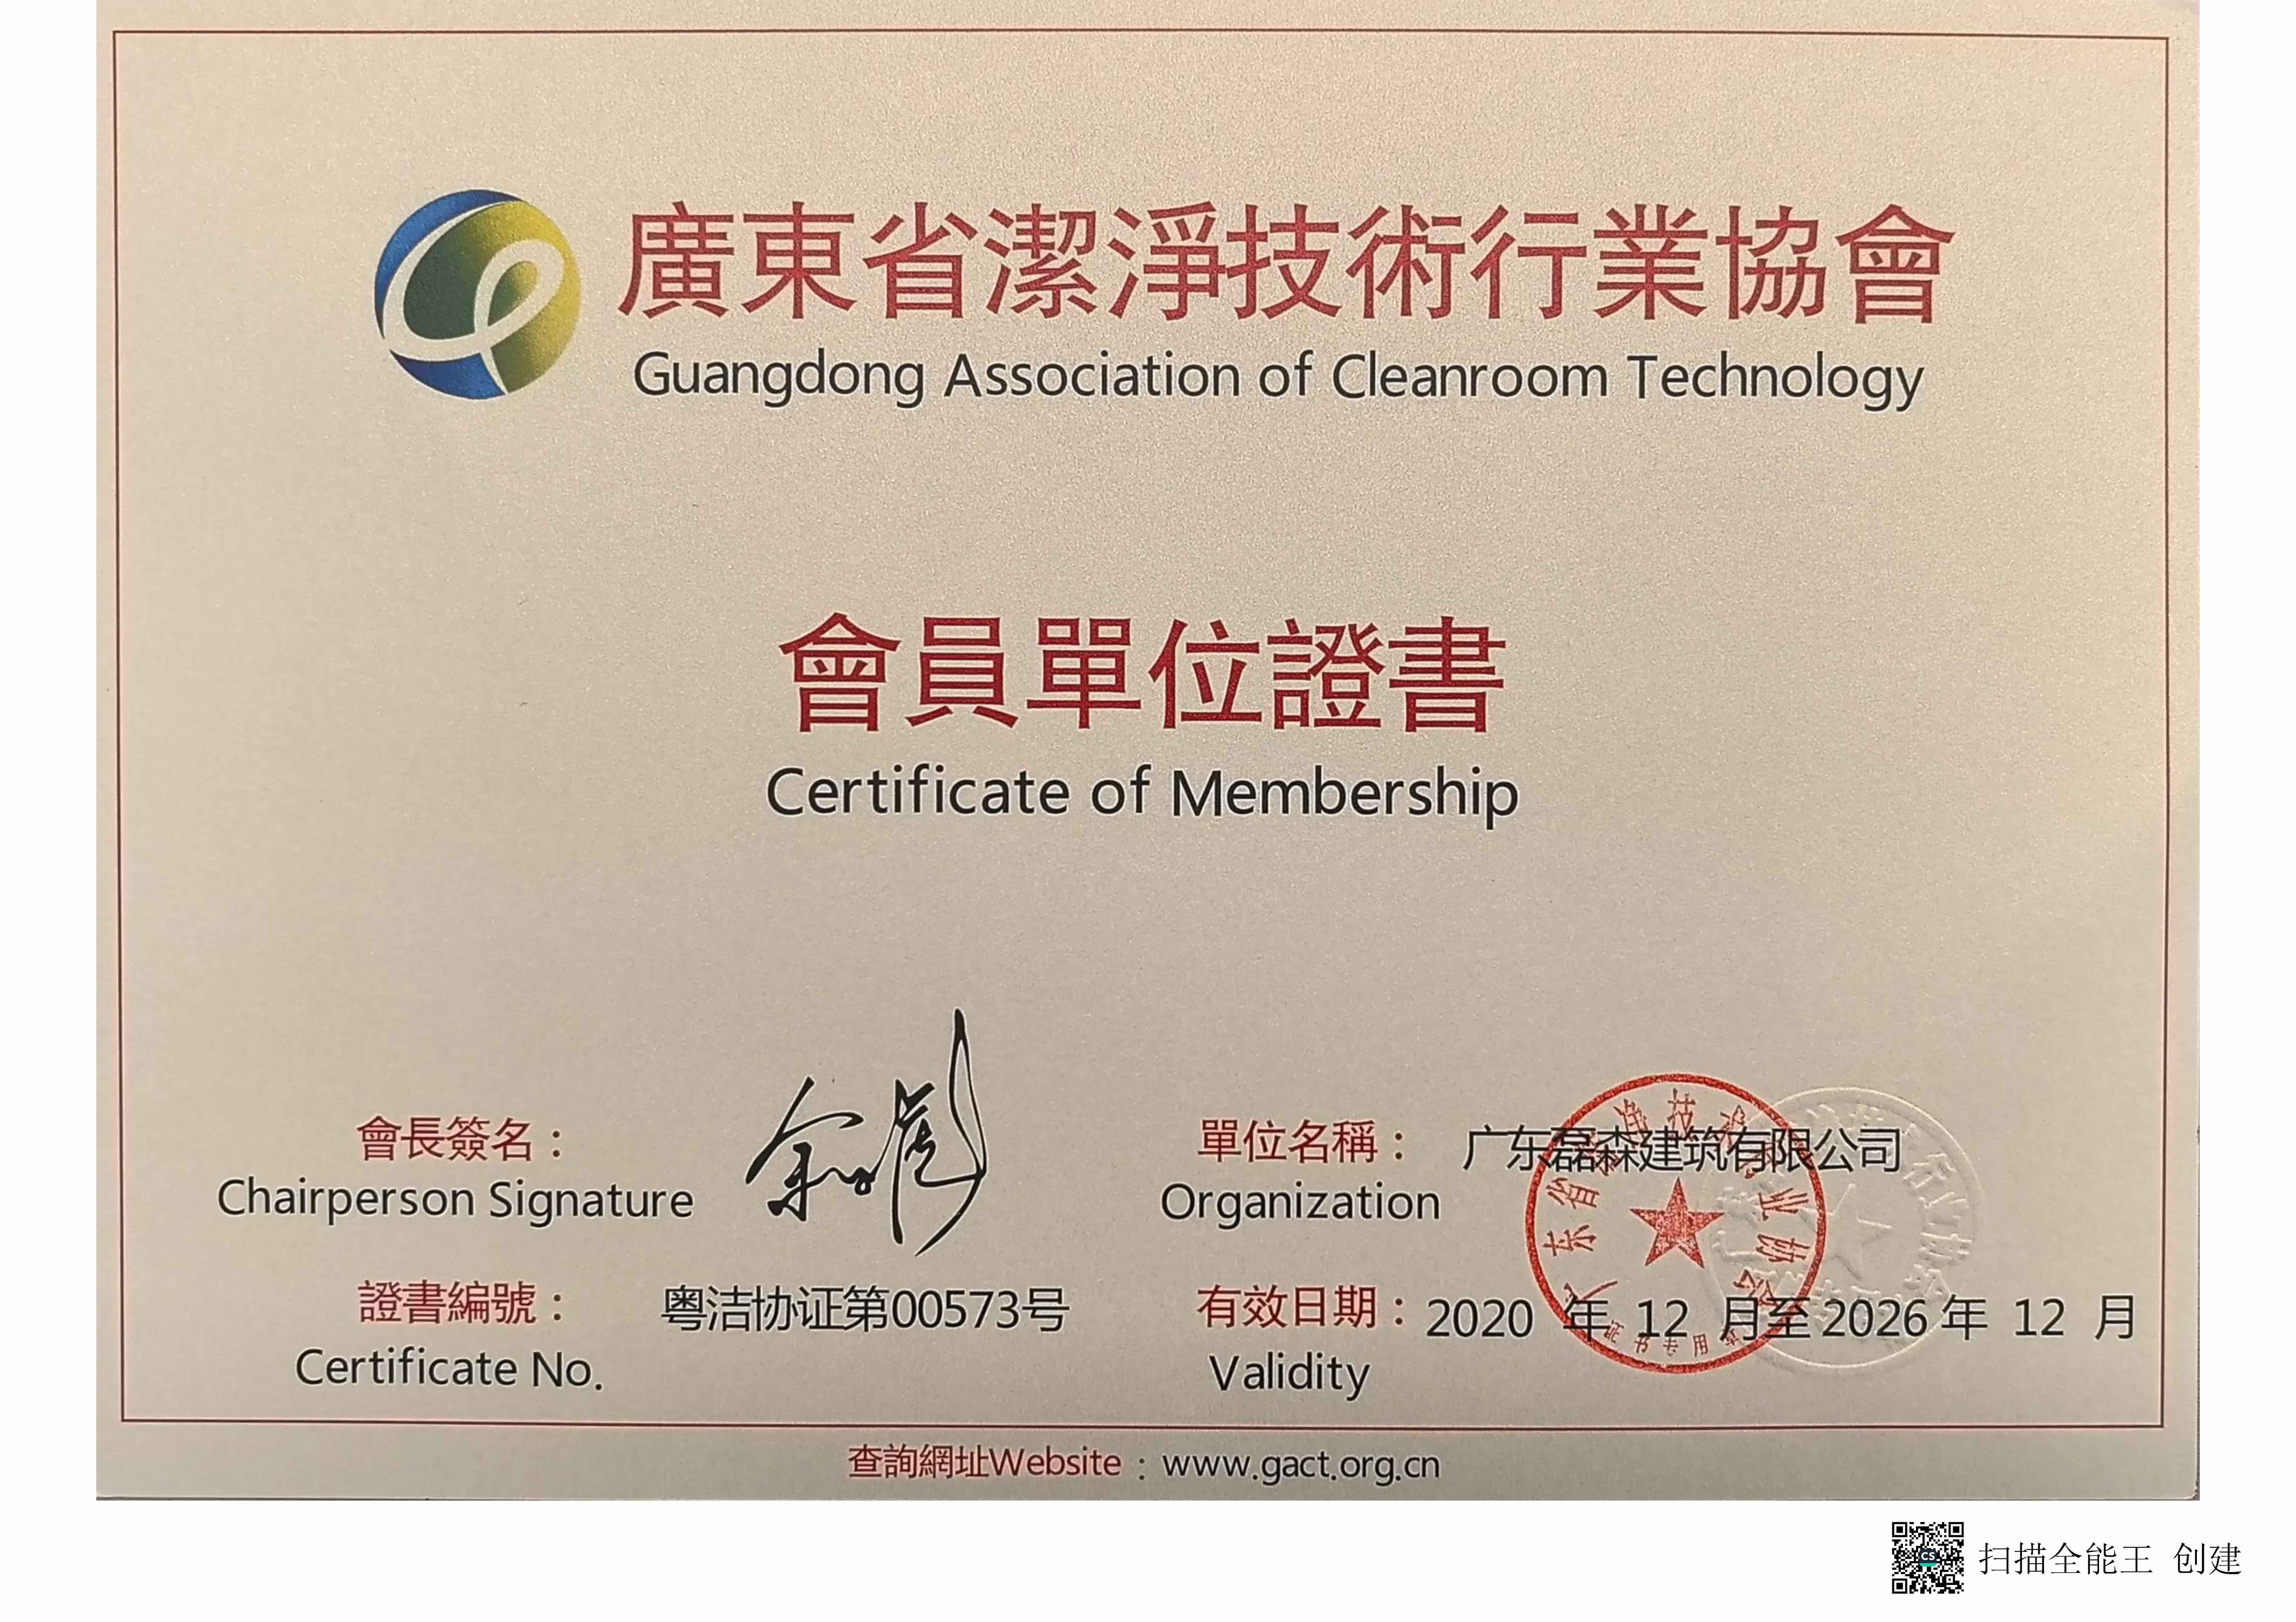 廣東省潔淨技術行業協會
Guangdong Association of Cleanroom Technology
會員單位證書
Certificate of Membership
會長簽名：
Chairperson Signature
單位名稱： 广东磊森建筑有限公司
Organization
證書編號： 粤洁协证第00573号
Certificate No.
有效日期： 2020 年 12 月至 2026 年 12 月
Validity
查詢網址Website：www.gact.org.cn
扫描全能王 创建